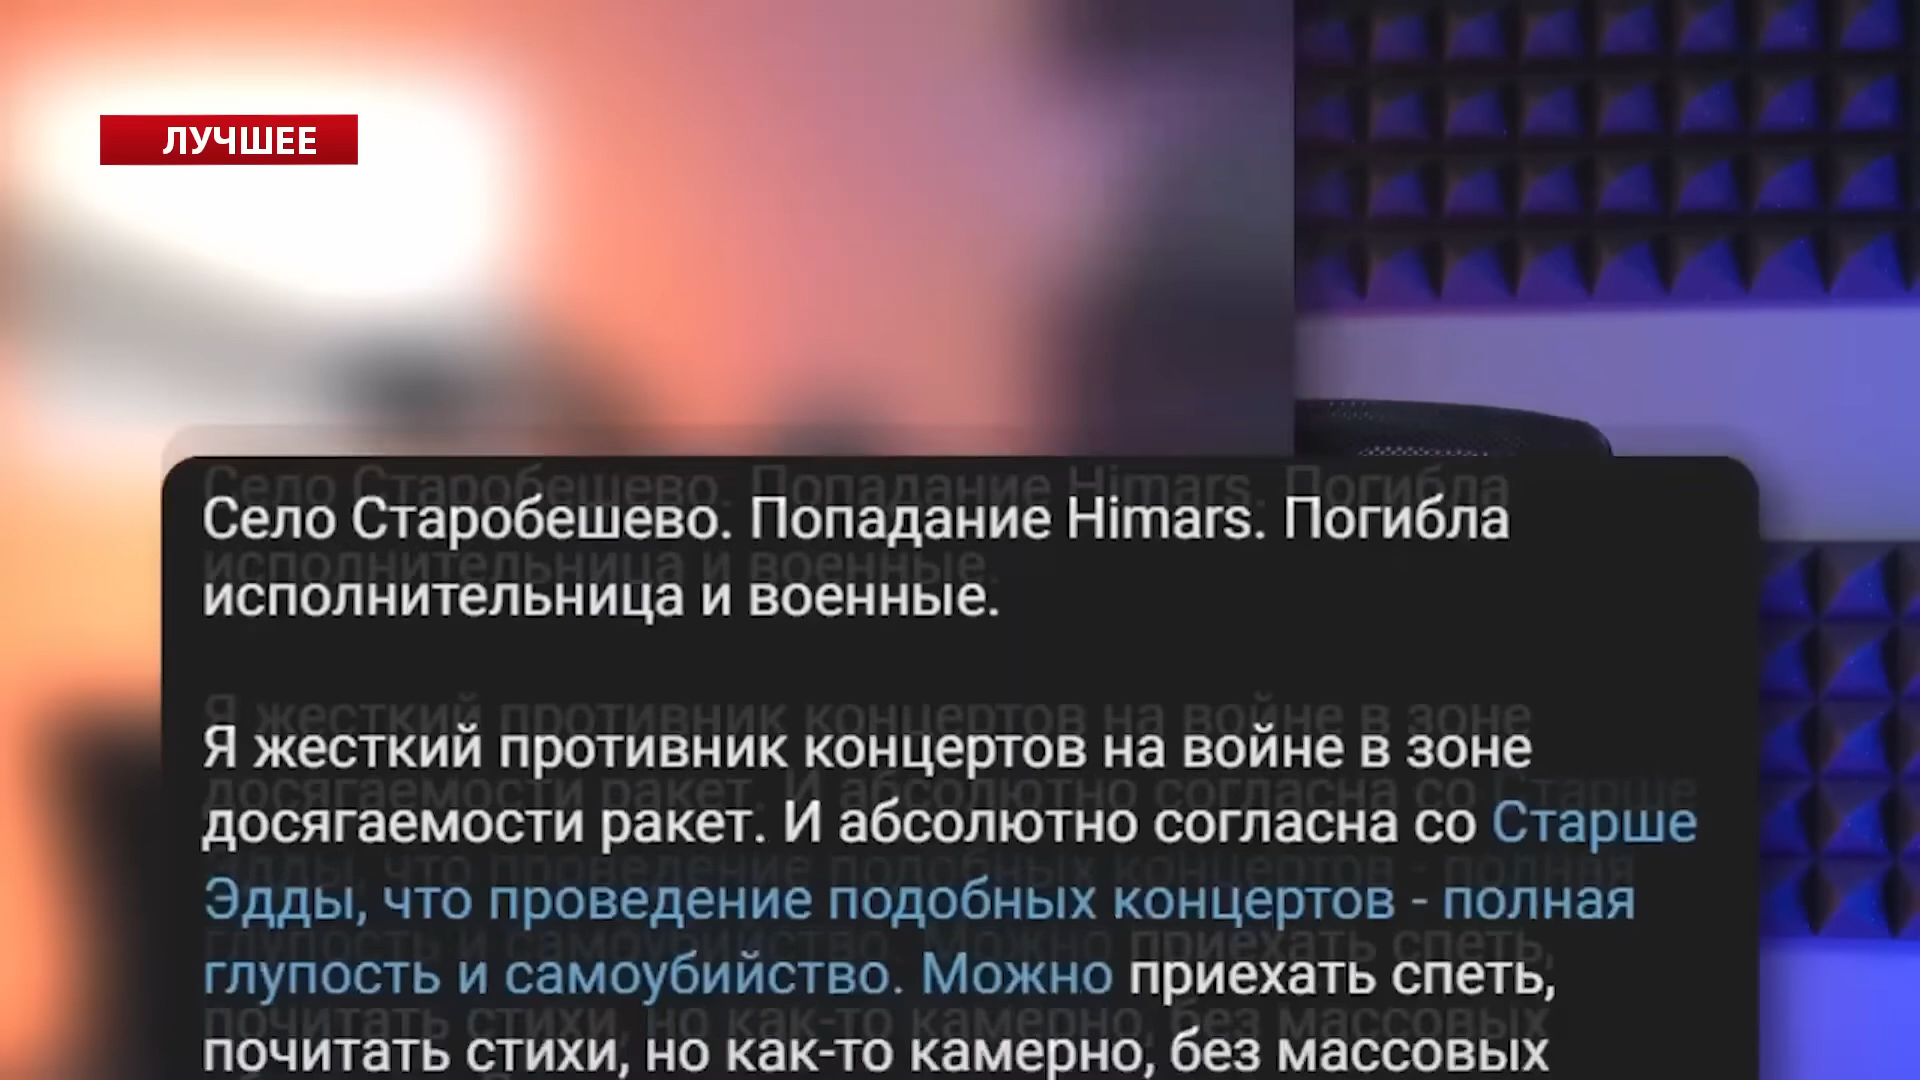 ЛУЧШЕЕ
Село Старобешево. Попадание Himars. Погибла
исполнительница и военные.
Я жесткий противник концертов на войне в зоне
досягаемости ракет. И абсолютно согласна со Старше
Эдды, что проведение подобных концертов - полная
глупость и самоубийство. Можно приехать спеть,
почитать стихи, но как-то камерно, без массовых